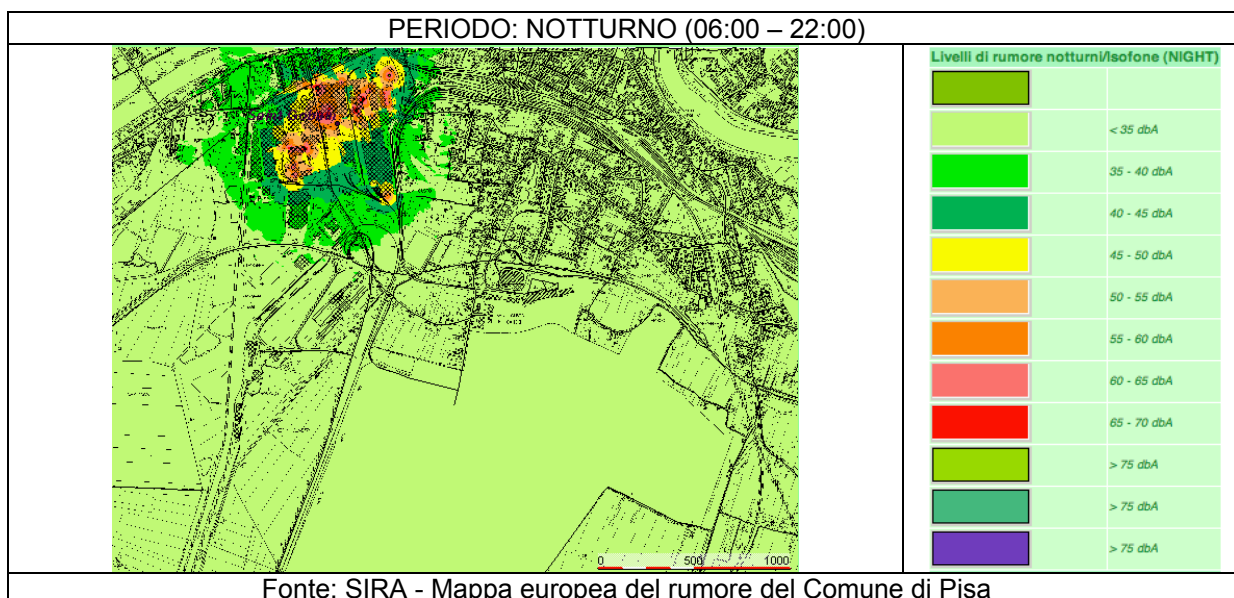 PERIODO: NOTTURNO (06:00 – 22:00)
Livelli di rumore notturni/Isofone (NIGHT)
< 35 dbA
35 - 40 dbA
40 - 45 dbA
45 - 50 dbA
50 - 55 dbA
55 - 60 dbA
60 - 65 dbA
65 - 70 dbA
> 75 dbA
> 75 dbA
> 75 dbA
0 500 1000
Fonte: SIRA - Mappa europea del rumore del Comune di Pisa